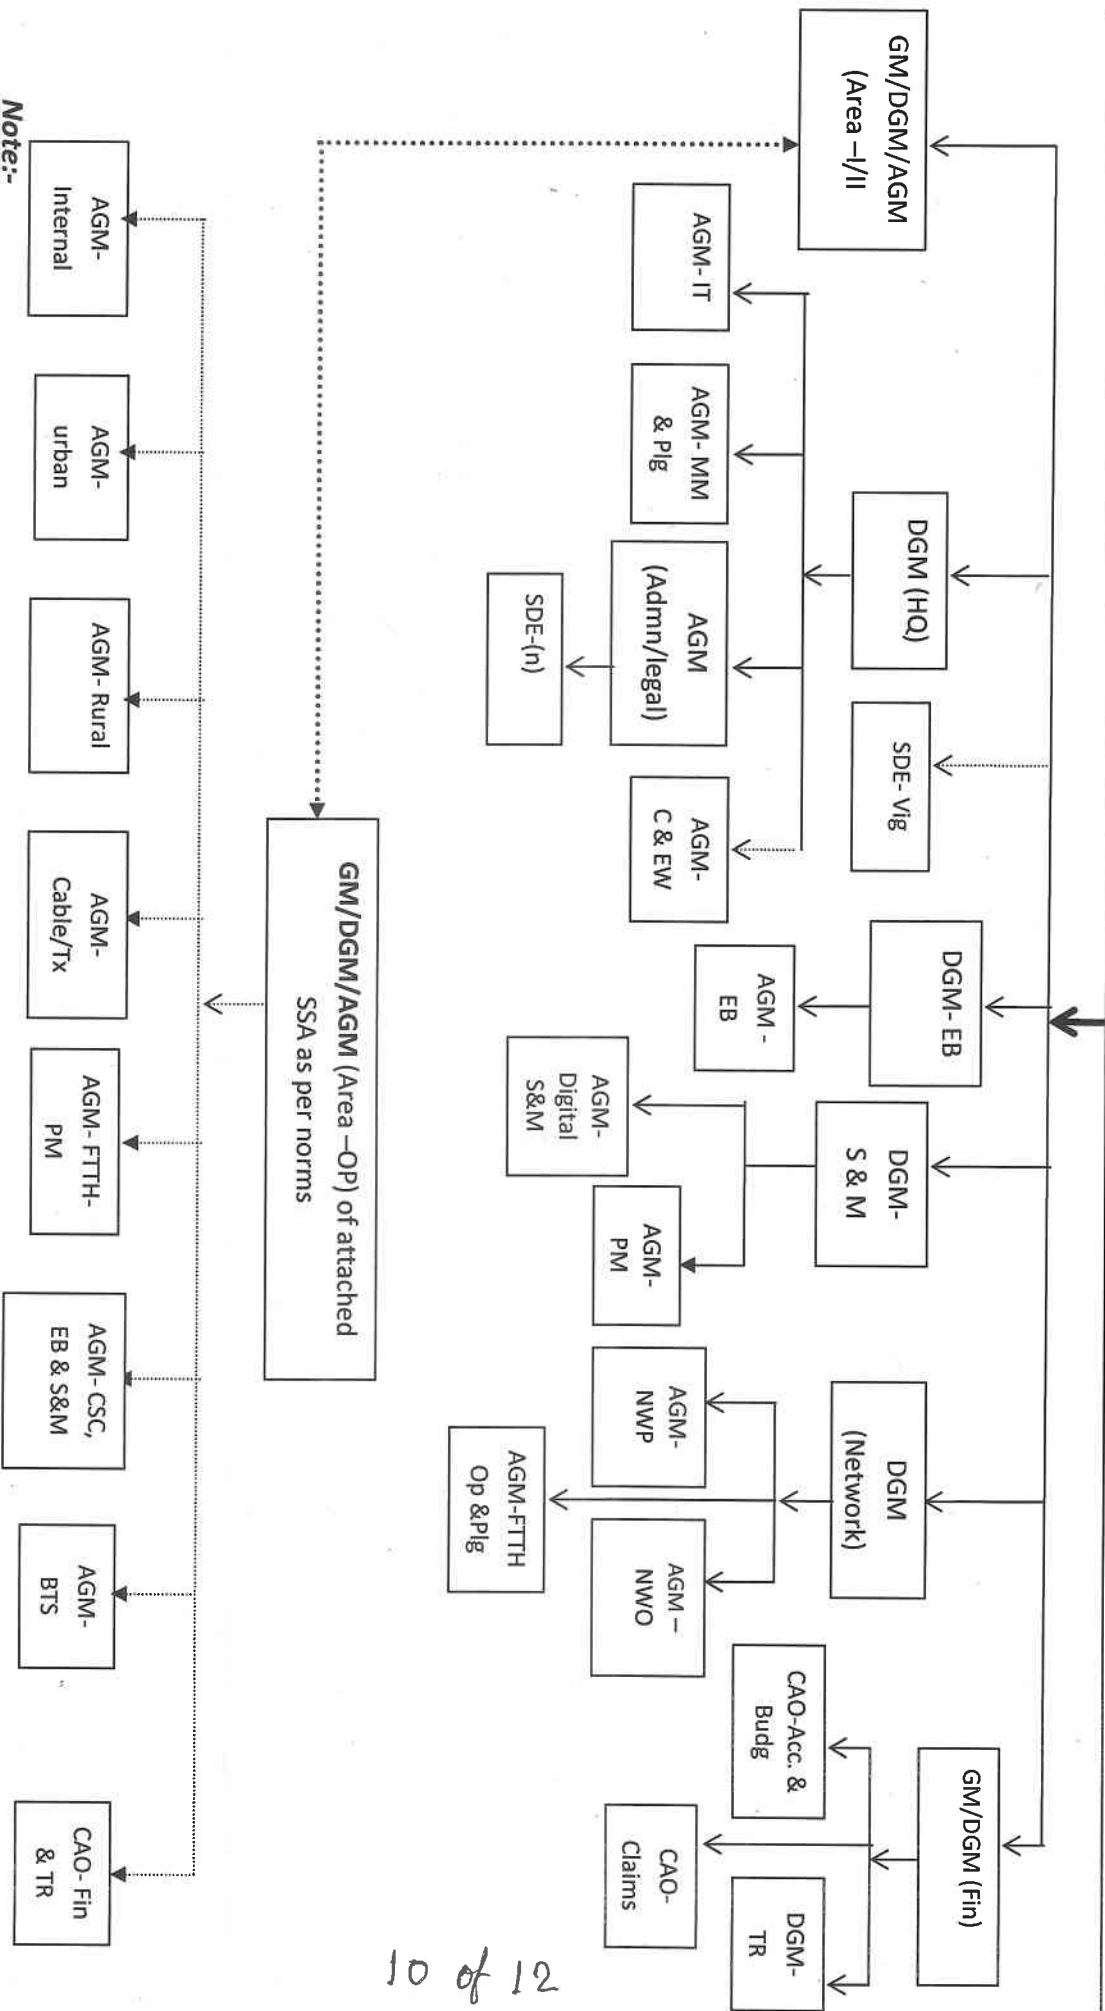 GM/DGM/AGM
(Area –I/II
DGM (HQ)
SDE- Vig
DGM- EB
DGM-
S & M
DGM
(Network)
GM/DGM (Fin)
AGM- IT
AGM- MM
& Plg
AGM
(Admn/legal)
AGM-
C & EW
SDE-(n)
AGM -
EB
AGM-
Digital
S&M
AGM-
PM
AGM-
NWP
AGM –
NWO
AGM-FTTH
Op &Plg
CAO-Acc. &
Budg
CAO-
Claims
DGM-
TR
GM/DGM/AGM (Area –OP) of attached
SSA as per norms
AGM-
Internal
AGM-
urban
AGM- Rural
AGM-
Cable/Tx
AGM- FTTH-
PM
AGM- CSC,
EB & S&M
AGM-
BTS
CAO- Fin
& TR
Note:-
10 of 12